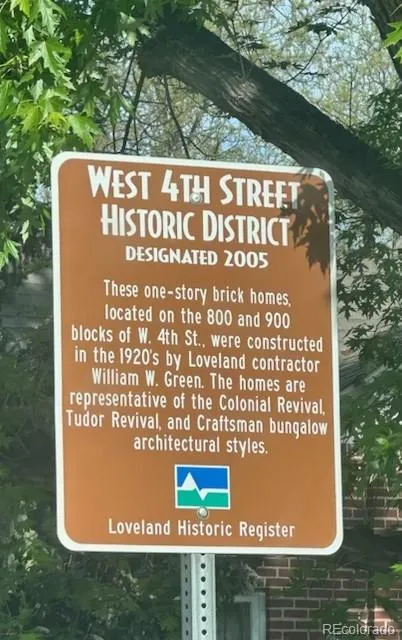 WEST 4TH STREET
HISTORIC DISTRICT
DESIGNATED 2005
These one-story brick homes,
located on the 800 and 900
blocks of W. 4th St., were constructed
in the 1920's by Loveland contractor
William W. Green. The homes are
representative of the Colonial Revival,
Tudor Revival, and Craftsman bungalow
architectural styles.
Loveland Historic Register
REcolorado